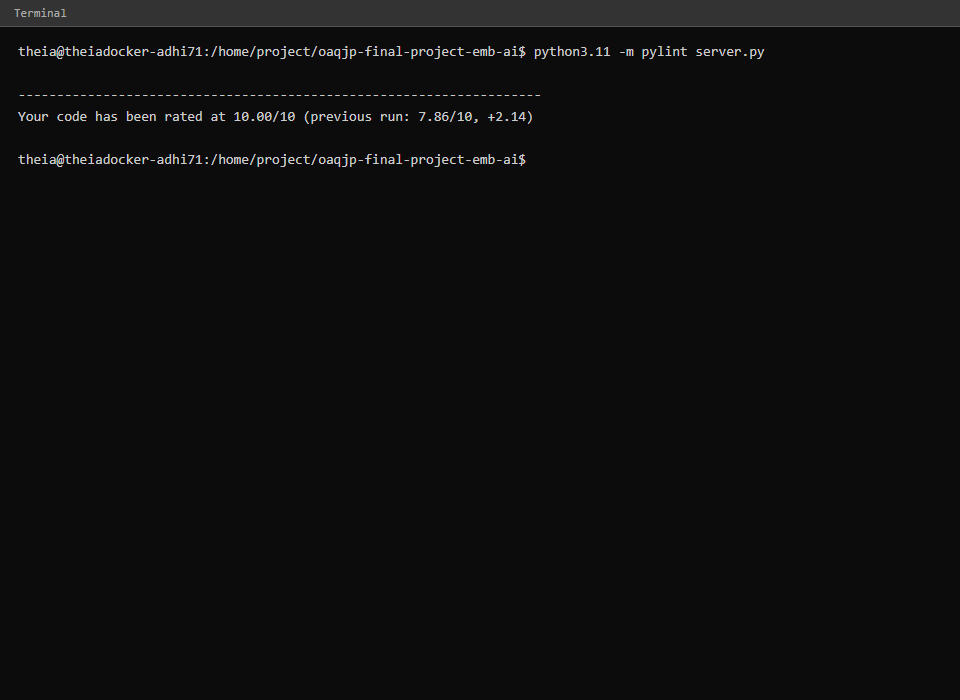 Terminal
theia@theiadocker-adhi71:/home/project/oaqjp-final-project-emb-ai$ python3.11 -m pylint server.py
--------------------------------------------------------------------
Your code has been rated at 10.00/10 (previous run: 7.86/10, +2.14)
theia@theiadocker-adhi71:/home/project/oaqjp-final-project-emb-ai$